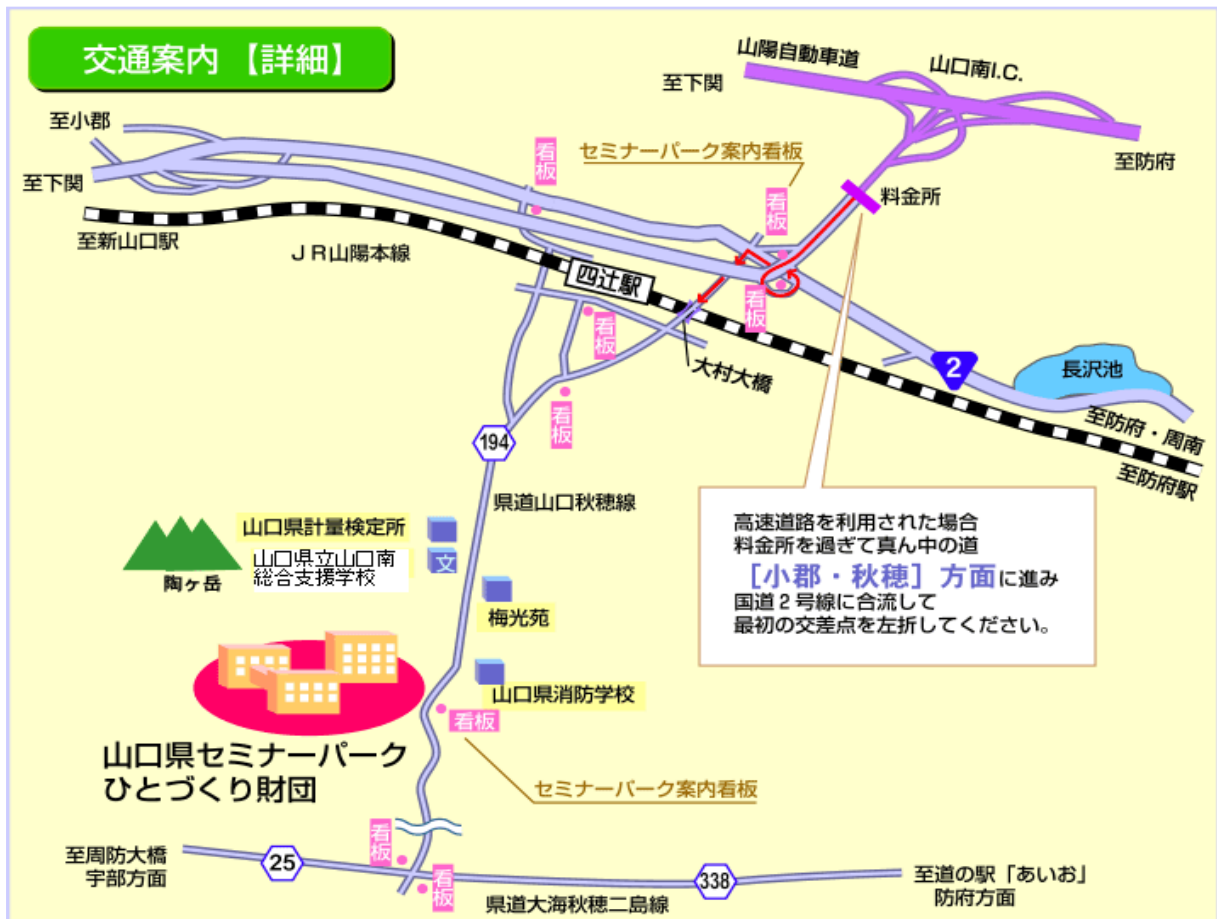 交通案内 【詳細】
山陽自動車道
山口南I.C.
至下関
至防府
至小郡
至下関
看板
セミナーパーク案内看板
看板
料金所
至新山口駅
ＪＲ山陽本線
四辻駅
看板
看板
大村大橋
2
長沢池
看板
至防府・周南
至防府駅
194
県道山口秋穂線
高速道路を利用された場合
料金所を過ぎて真ん中の道
［小郡・秋穂］方面に進み
国道２号線に合流して
最初の交差点を左折してください。
山口県計量検定所
山口県立山口南
総合支援学校
文
陶ヶ岳
梅光苑
山口県消防学校
看板
山口県セミナーパーク
ひとづくり財団
セミナーパーク案内看板
看板
至周防大橋
宇部方面
25
看板
県道大海秋穂二島線
338
至道の駅「あいお」
防府方面